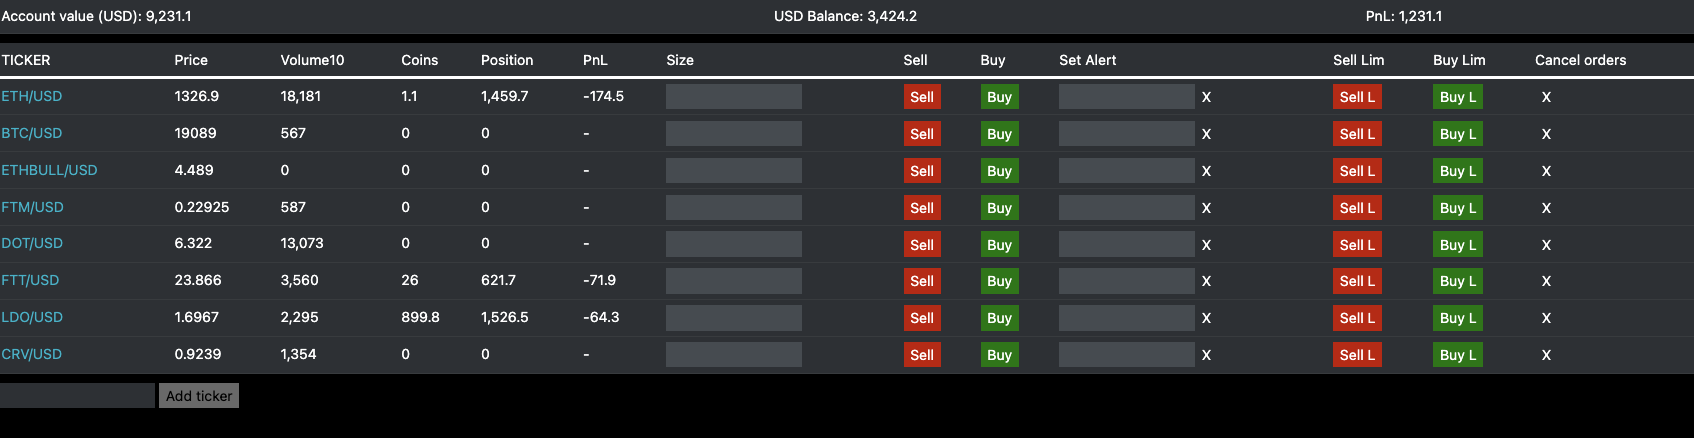 Account value (USD): 9,231.1 USD Balance: 3,424.2 PnL: 1,231.1
TICKER Price Volume10 Coins Position PnL Size Sell Buy Set Alert Sell Lim Buy Lim Cancel orders
ETH/USD 1326.9 18,181 1.1 1,459.7 -174.5 Sell Buy X Sell L Buy L X
BTC/USD 19089 567 0 0 - Sell Buy X Sell L Buy L X
ETHBULL/USD 4.489 0 0 0 - Sell Buy X Sell L Buy L X
FTM/USD 0.22925 587 0 0 - Sell Buy X Sell L Buy L X
DOT/USD 6.322 13,073 0 0 - Sell Buy X Sell L Buy L X
FTT/USD 23.866 3,560 26 621.7 -71.9 Sell Buy X Sell L Buy L X
LDO/USD 1.6967 2,295 899.8 1,526.5 -64.3 Sell Buy X Sell L Buy L X
CRV/USD 0.9239 1,354 0 0 - Sell Buy X Sell L Buy L X
Add ticker